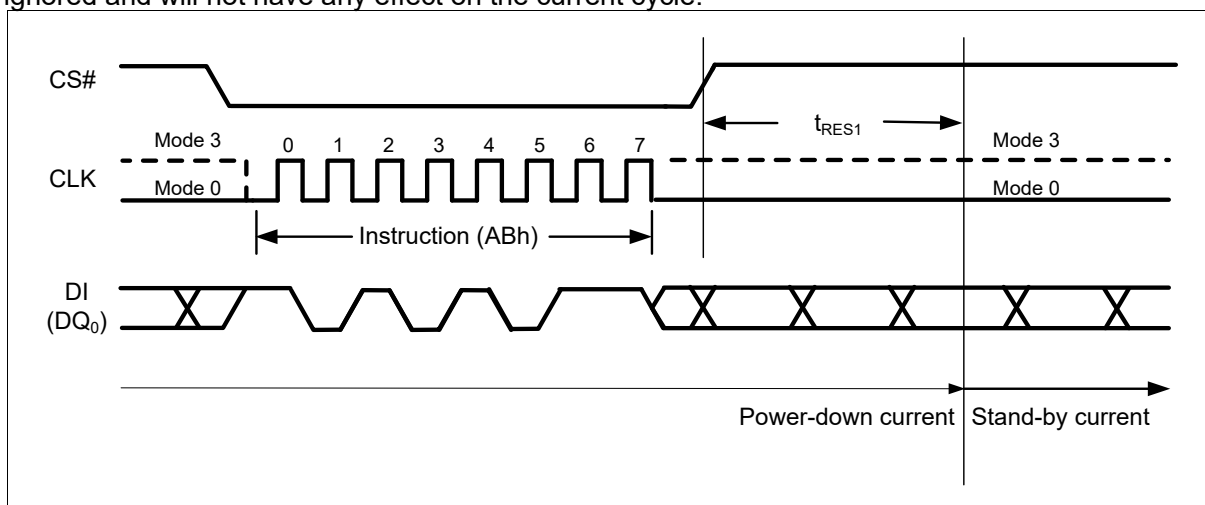 ignored and will not have any effect on the current cycle.
CS#
tRES1
Mode 3
0 1 2 3 4 5 6 7
Mode 3
CLK
Mode 0
Mode 0
Instruction (ABh)
DI
(DQ0)
Power-down current
Stand-by current